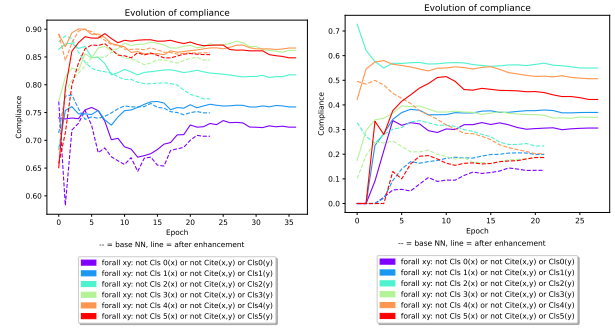 Evolution of compliance
0.90
0.85
0.80
0.75
0.70
0.65
0.60
Compliance
0 5 10 15 20 25 30 35
Epoch
-- = base NN, line = after enhancement
forall xy: not Cls 0(x) or not Cite(x,y) or Cls0(y)
forall xy: not Cls 1(x) or not Cite(x,y) or Cls1(y)
forall xy: not Cls 2(x) or not Cite(x,y) or Cls2(y)
forall xy: not Cls 3(x) or not Cite(x,y) or Cls3(y)
forall xy: not Cls 4(x) or not Cite(x,y) or Cls4(y)
forall xy: not Cls 5(x) or not Cite(x,y) or Cls5(y)
Evolution of compliance
0.7
0.6
0.5
0.4
0.3
0.2
0.1
0.0
Compliance
0 5 10 15 20 25
Epoch
-- = base NN, line = after enhancement
forall xy: not Cls 0(x) or not Cite(x,y) or Cls0(y)
forall xy: not Cls 1(x) or not Cite(x,y) or Cls1(y)
forall xy: not Cls 2(x) or not Cite(x,y) or Cls2(y)
forall xy: not Cls 3(x) or not Cite(x,y) or Cls3(y)
forall xy: not Cls 4(x) or not Cite(x,y) or Cls4(y)
forall xy: not Cls 5(x) or not Cite(x,y) or Cls5(y)